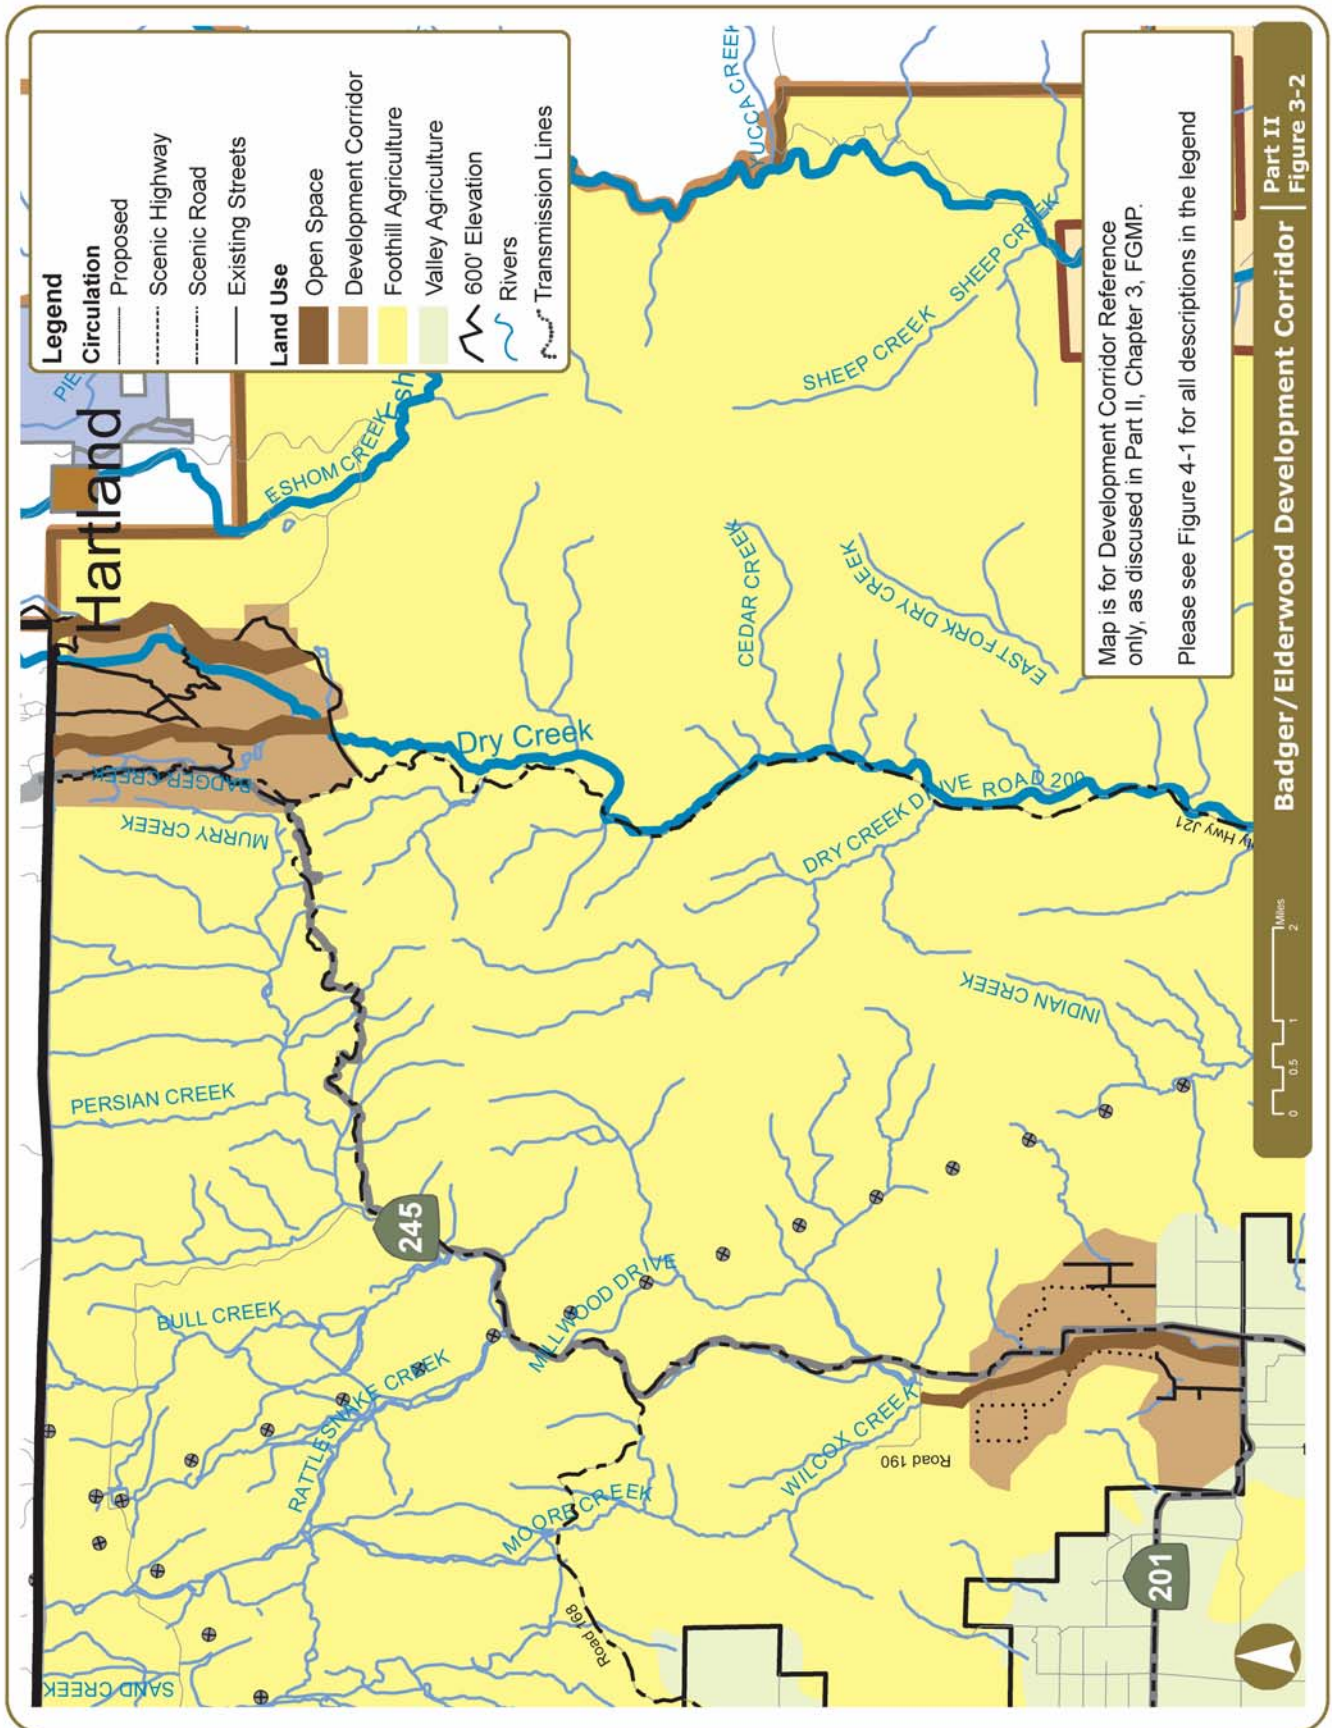 Legend
Circulation
Proposed
Scenic Highway
Scenic Road
Existing Streets
Land Use
Open Space
Development Corridor
Foothill Agriculture
Valley Agriculture
600' Elevation
Rivers
Transmission Lines
Hartland
ESHOM CREEK
Esh
YUCCA CREEK
SHEEP CREEK
SHEEP CREEK
BADGER CREEK
MURRY CREEK
Dry Creek
CEDAR CREEK
EAST FORK DRY CREEK
DRY CREEK DRIVE
ROAD 200
Hwy J21
PERSIAN CREEK
INDIAN CREEK
245
BULL CREEK
MILLWOOD DRIVE
RATTLESNAKE CREEK
WILCOX CREEK
Road 190
MOORE CREEK
Road 168
SAND CREEK
201
Map is for Development Corridor Reference
only, as discused in Part II, Chapter 3, FGMP.
Please see Figure 4-1 for all descriptions in the legend
0 0.5 1 2
Miles
Badger/Elderwood Development Corridor
Part II
Figure 3-2